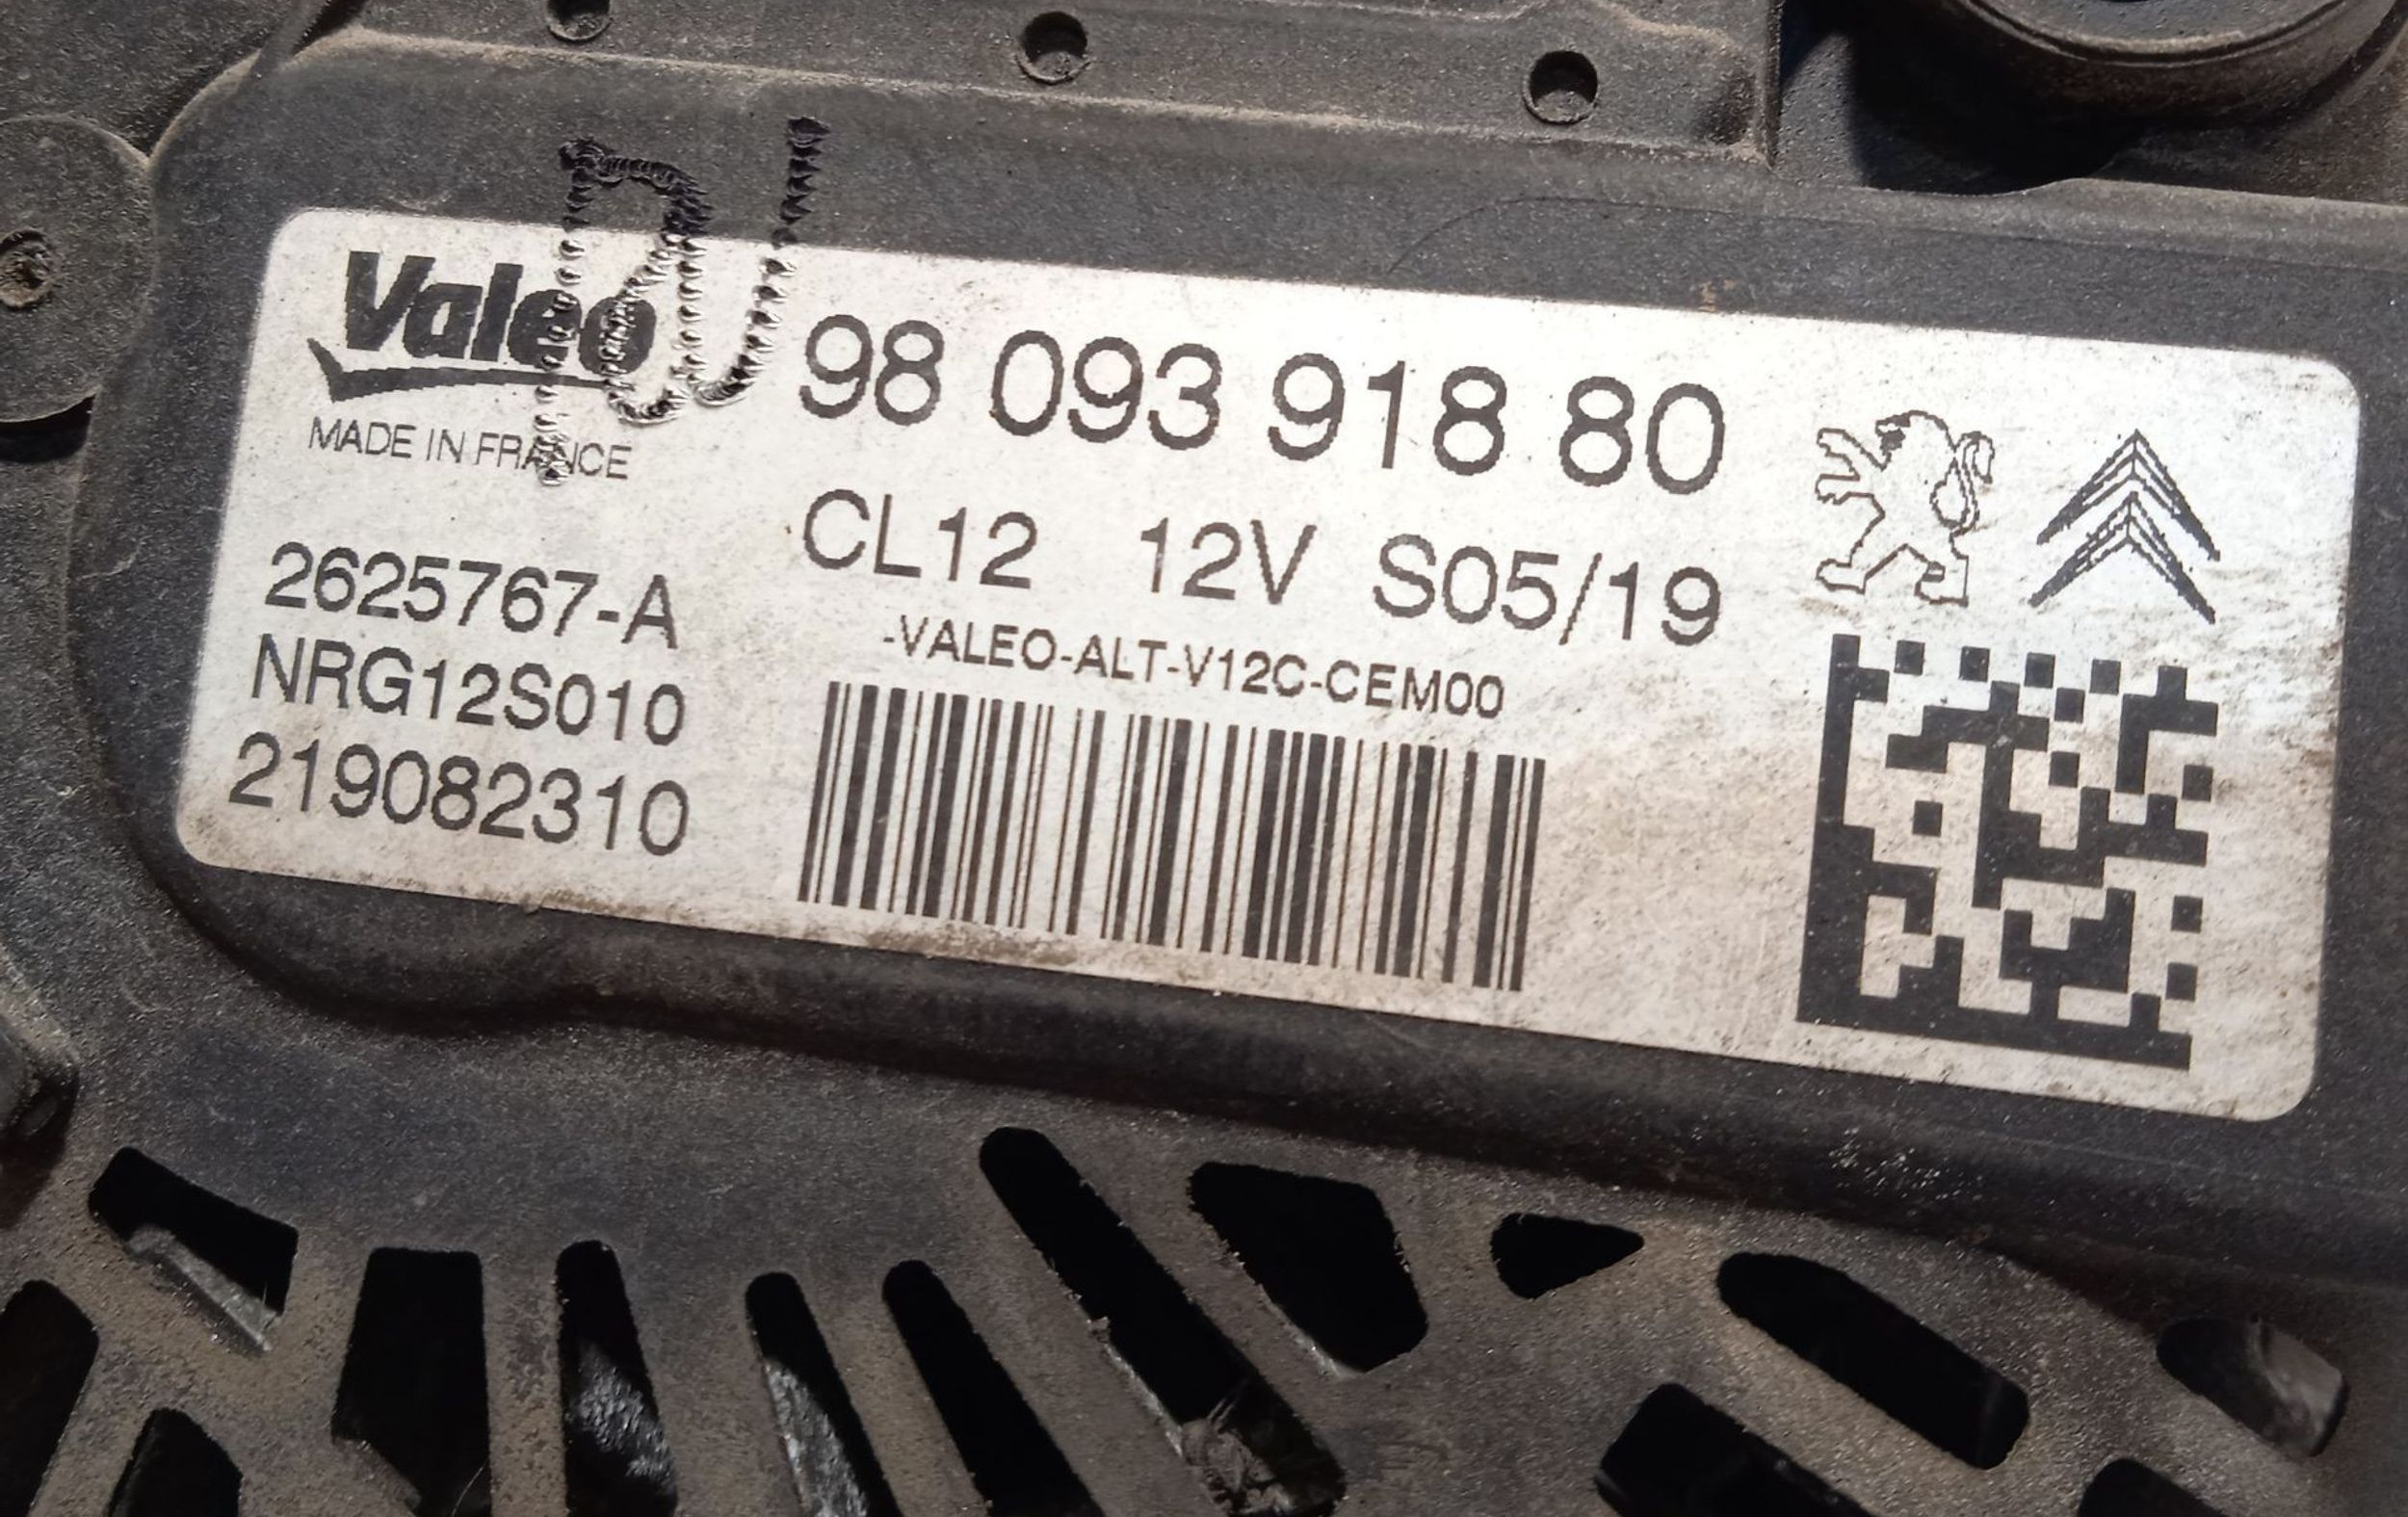 Valeo
MADE IN FRANCE
98 093 918 80
CL12 12V S05/19
-VALEO-ALT-V12C-CEM00
2625767-A
NRG12S010
219082310